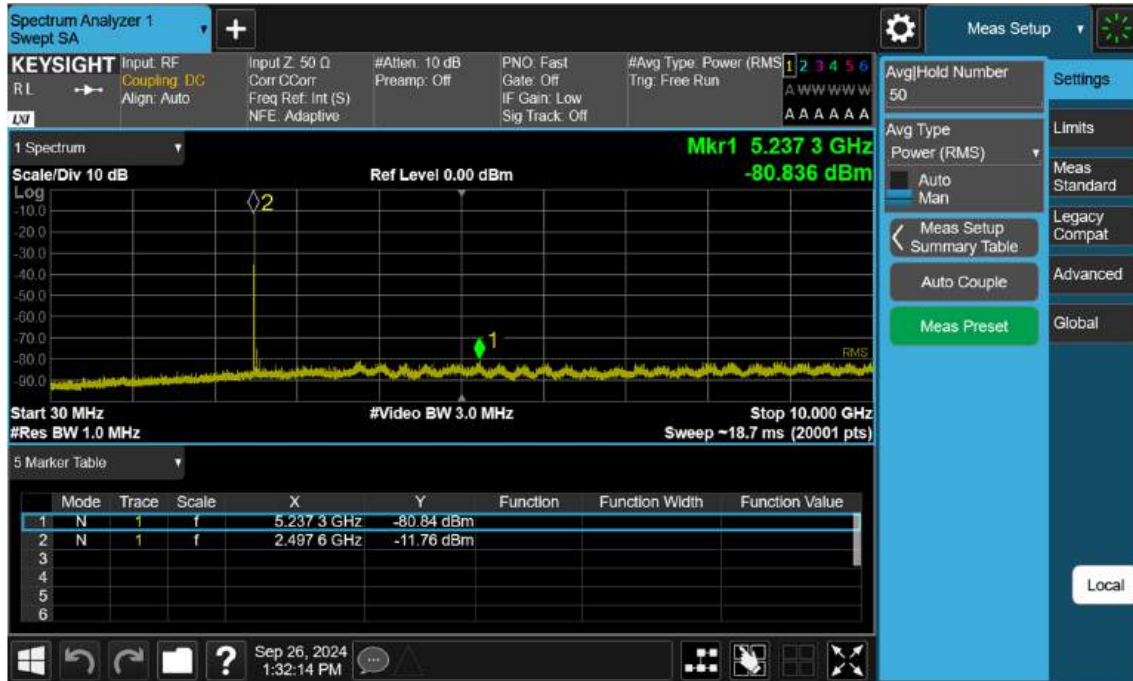 Spectrum Analyzer 1
Swept SA
Meas Setup
KEYSIGHT
RL
LXI
Input: RF
Coupling: DC
Align: Auto
Input Z: 50 Ω
Corr CCorr
Freq Ref: Int (S)
NFE: Adaptive
#Atten: 10 dB
Preamp: Off
PNO: Fast
Gate: Off
IF Gain: Low
Sig Track: Off
#Avg Type: Power (RMS)
Trig: Free Run
1 2 3 4 5 6
A W W W W W
A A A A A A
1 Spectrum
Mkr1 5.237 3 GHz
Scale/Div 10 dB
Ref Level 0.00 dBm
-80.836 dBm
Log
2
-10.0
-20.0
-30.0
-40.0
-50.0
-60.0
-70.0
1
RMS
-80.0
-90.0
Start 30 MHz
#Video BW 3.0 MHz
Stop 10.000 GHz
#Res BW 1.0 MHz
Sweep ~18.7 ms (20001 pts)
5 Marker Table
Mode Trace Scale X Y Function Function Width Function Value
1 N 1 f 5.237 3 GHz -80.84 dBm
2 N 1 f 2.497 6 GHz -11.76 dBm
3
4
5
6
Sep 26, 2024
1:32:14 PM
Avg|Hold Number
50
Avg Type
Power (RMS)
Auto
Man
Meas Setup
Summary Table
Auto Couple
Meas Preset
Settings
Limits
Meas
Standard
Legacy
Compat
Advanced
Global
Local